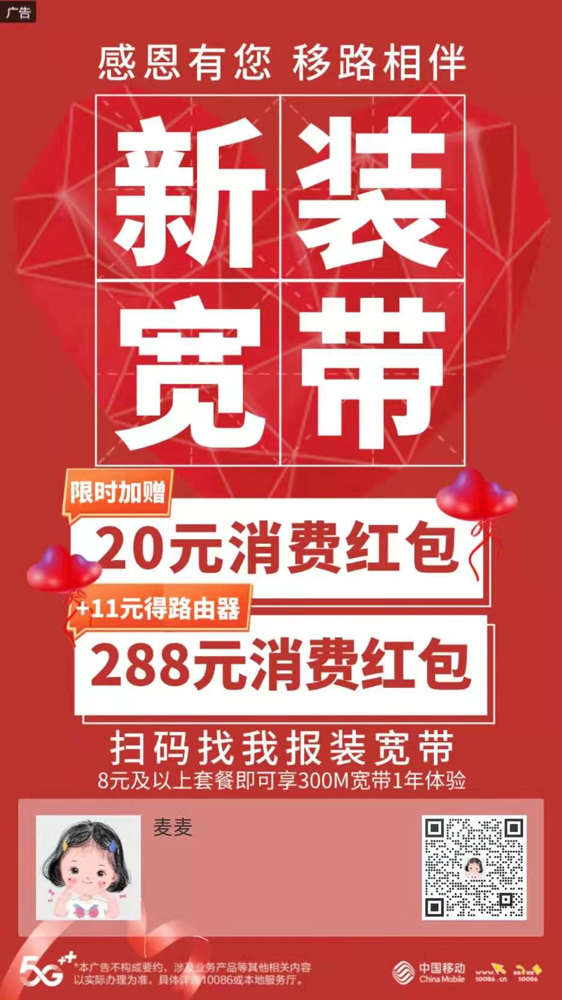 广告
感恩有您 移路相伴
新装
宽带
限时加赠
20元消费红包
+11元得路由器
288元消费红包
扫码找我报装宽带
8元及以上套餐即可享300M宽带1年体验
麦麦
5G++
*本广告不构成要约，涉及业务产品等其他相关内容
以实际办理为准，具体详询10086或本地服务厅。
中国移动
China Mobile
www.
10086.cn
10086